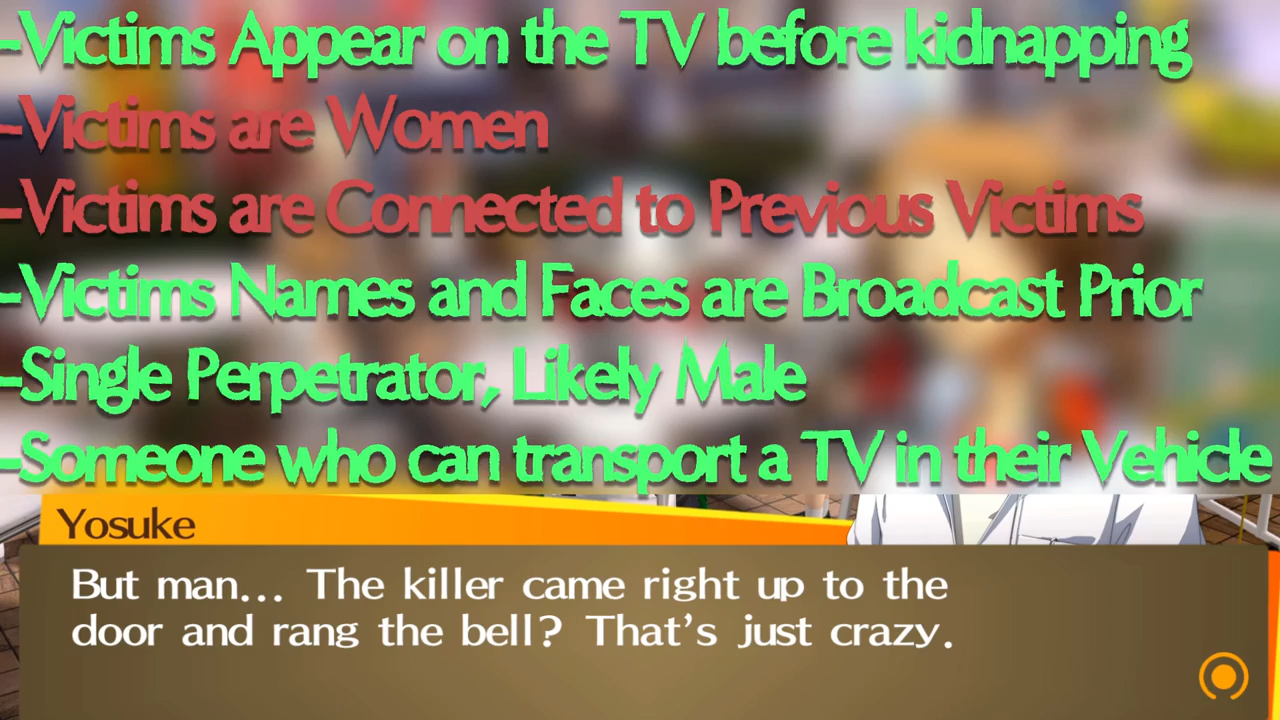 -Victims Appear on the TV before kidnapping
-Victims are Women
-Victims are Connected to Previous Victims
-Victims Names and Faces are Broadcast Prior
-Single Perpetrator, Likely Male
-Someone who can transport a TV in their Vehicle
Yosuke
But man... The killer came right up to the
door and rang the bell? That's just crazy.